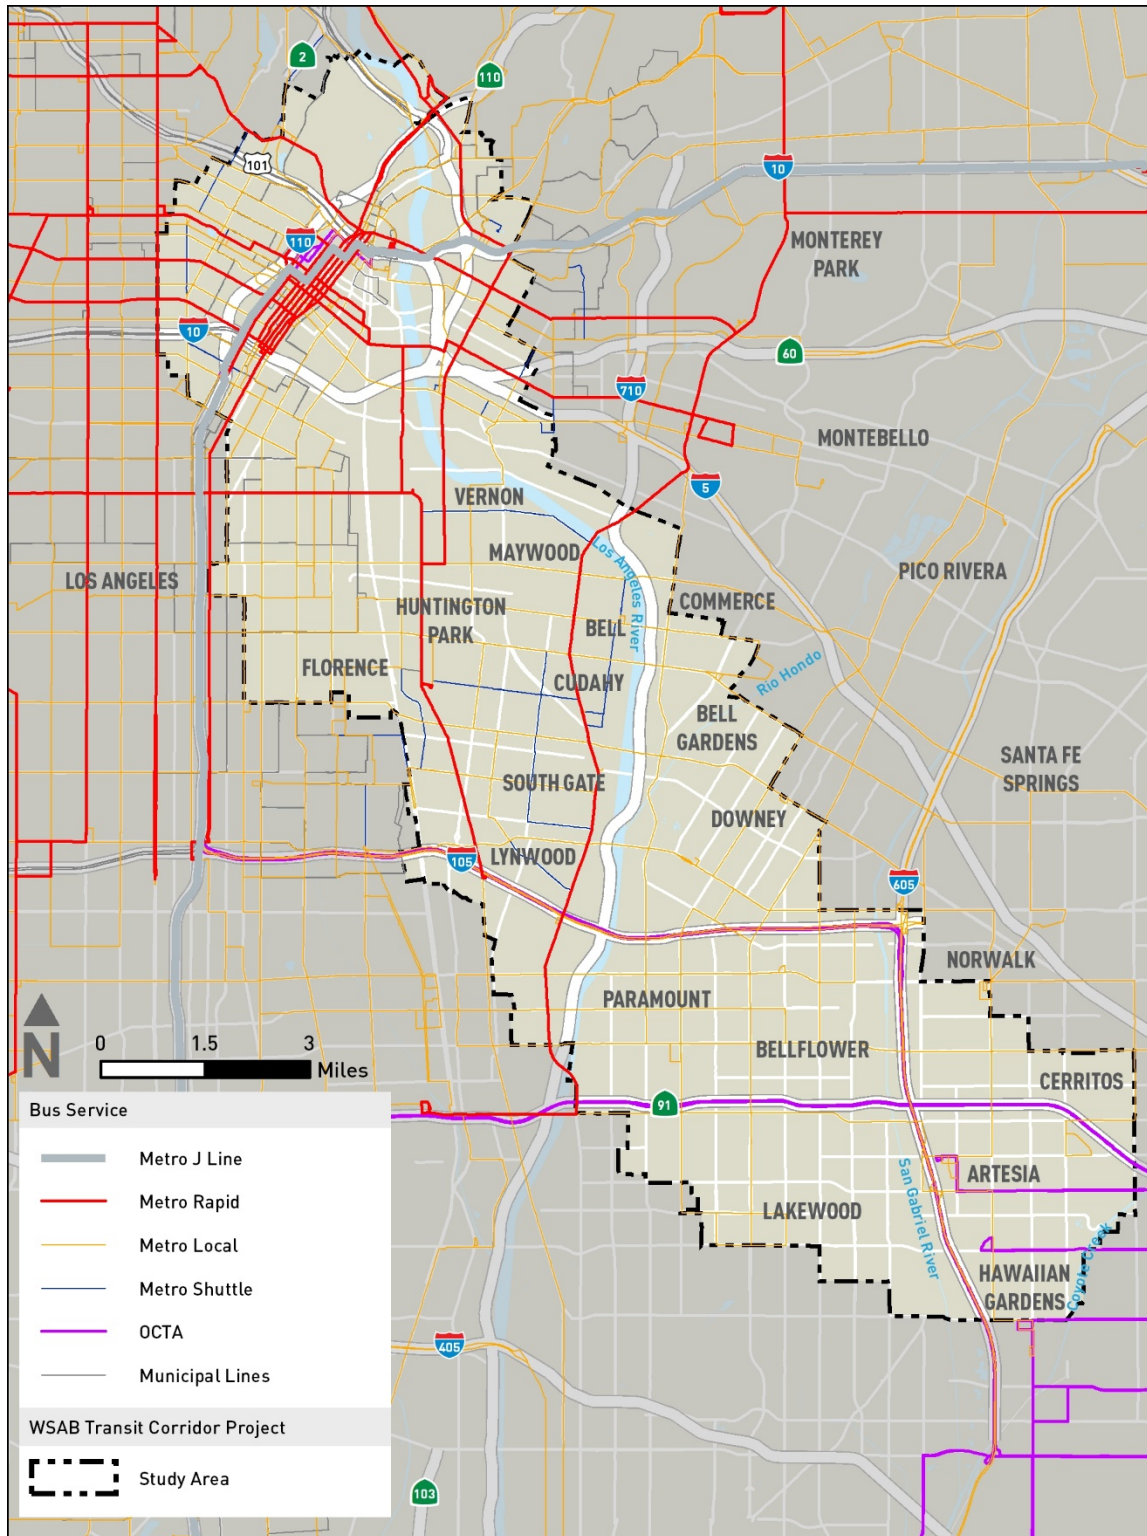 2
110
101
10
110
MONTEREY
PARK
10
60
710
MONTEBELLO
5
VERNON
MAYWOOD
Los Angeles River
LOS ANGELES
PICO RIVERA
HUNTINGTON
PARK
COMMERCE
BELL
FLORENCE
CUDAHY
Rio Hondo
BELL
GARDENS
SANTA FE
SPRINGS
SOUTH GATE
DOWNEY
105
LYNWOOD
605
NORWALK
PARAMOUNT
N
0 1.5 3
Miles
BELLFLOWER
CERRITOS
91
ARTESIA
San Gabriel River
LAKEWOOD
HAWAIIAN
GARDENS
Coyote Creek
405
103
Bus Service
Metro J Line
Metro Rapid
Metro Local
Metro Shuttle
OCTA
Municipal Lines
WSAB Transit Corridor Project
Study Area